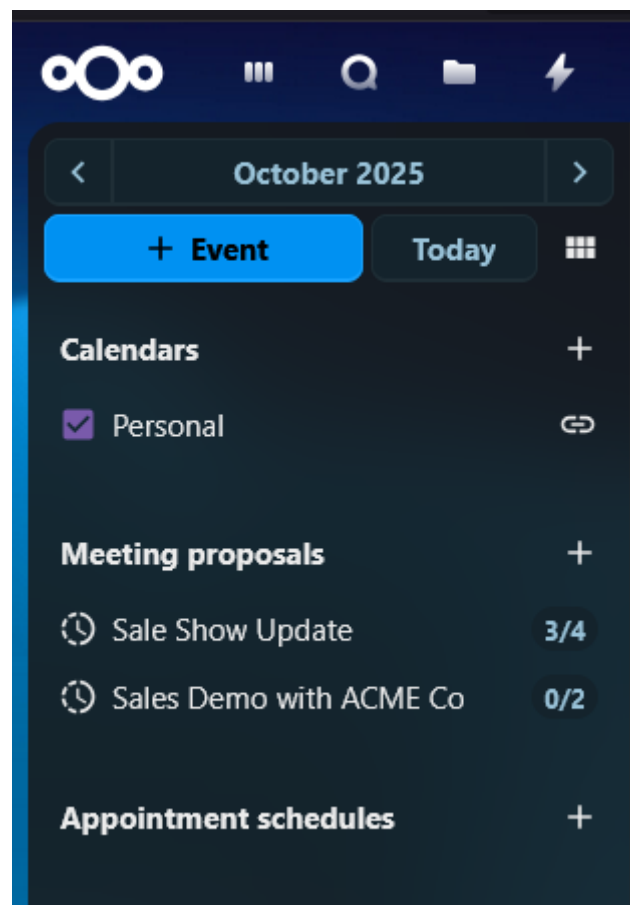 October 2025
+ Event
Today
Calendars
Personal
Meeting proposals
Sale Show Update 3/4
Sales Demo with ACME Co 0/2
Appointment schedules